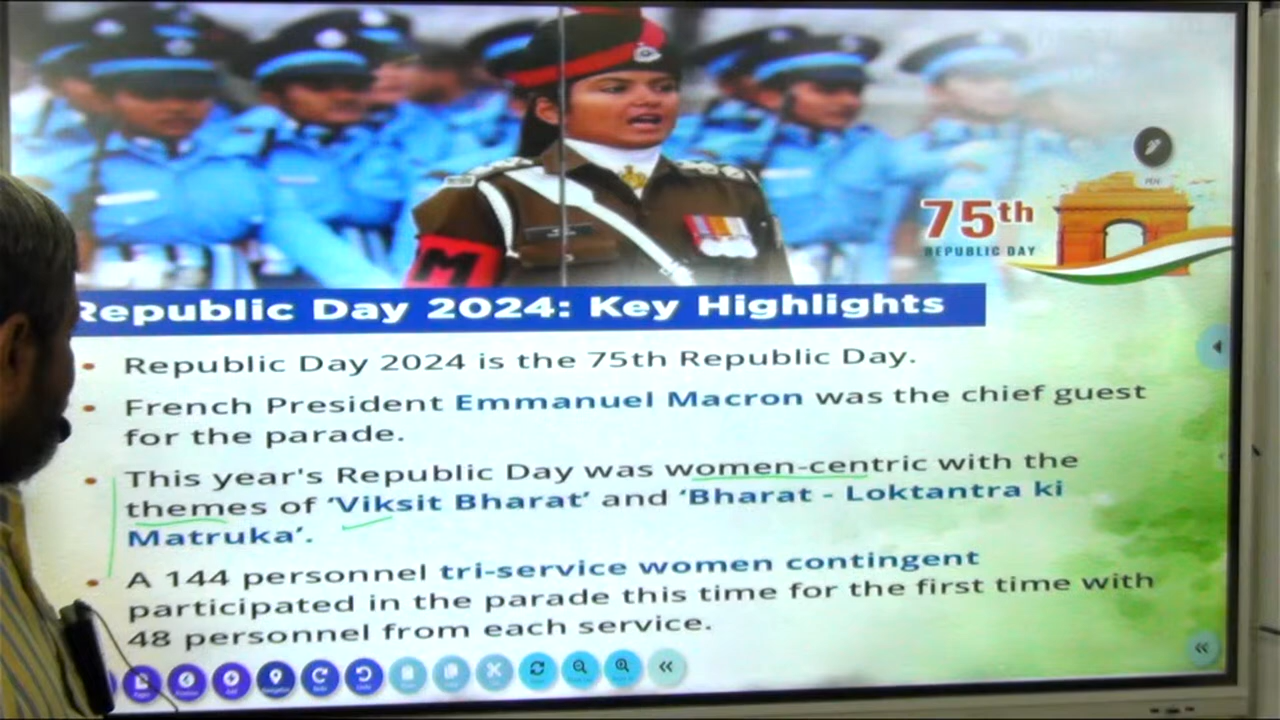 75th
REPUBLIC DAY
PEN
Republic Day 2024: Key Highlights
• Republic Day 2024 is the 75th Republic Day.
• French President Emmanuel Macron was the chief guest
for the parade.
• This year's Republic Day was women-centric with the
themes of ‘Viksit Bharat’ and ‘Bharat - Loktantra ki
Matruka’.
• A 144 personnel tri-service women contingent
participated in the parade this time for the first time with
48 personnel from each service.
M